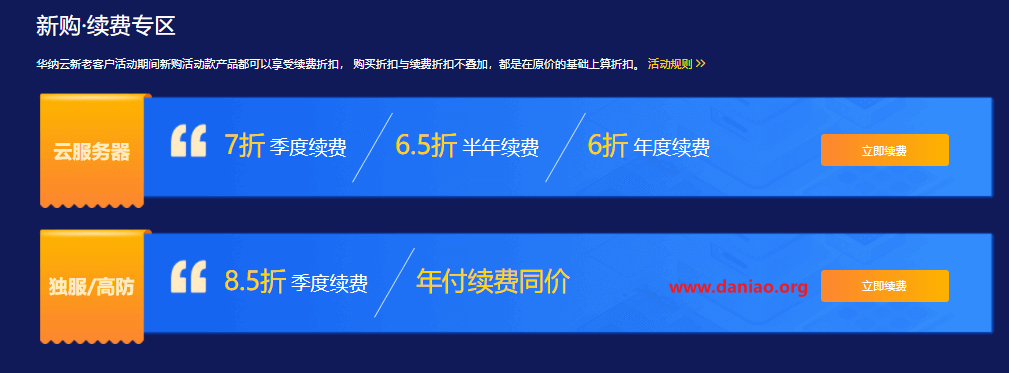 新购·续费专区
华纳云新老客户活动期间新购活动款产品都可以享受续费折扣， 购买折扣与续费折扣不叠加，都是在原价的基础上算折扣。 活动规则 >>
云服务器
7折 季度续费 6.5折 半年续费 6折 年度续费 立即续费
独服/高防
8.5折 季度续费 年付续费同价 www.daniao.org 立即续费